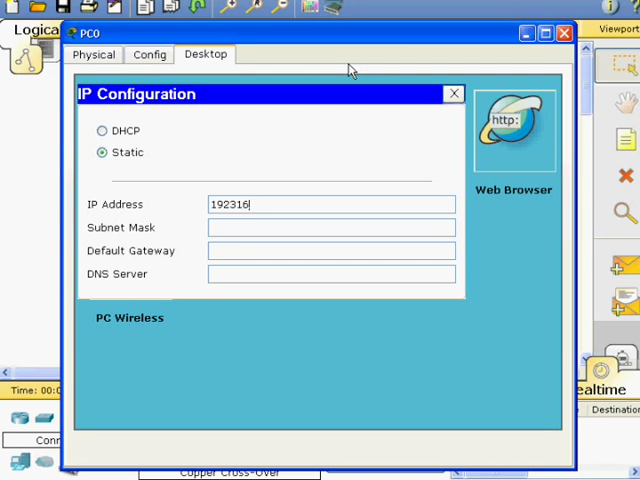 Logica
PC0
Viewport
Physical
Config
Desktop
IP Configuration
X
http:
DHCP
Static
Web Browser
IP Address
192316
Subnet Mask
Default Gateway
DNS Server
PC Wireless
Time: 00:0
ealtime
Destination
Conn
Copper Cross-Over